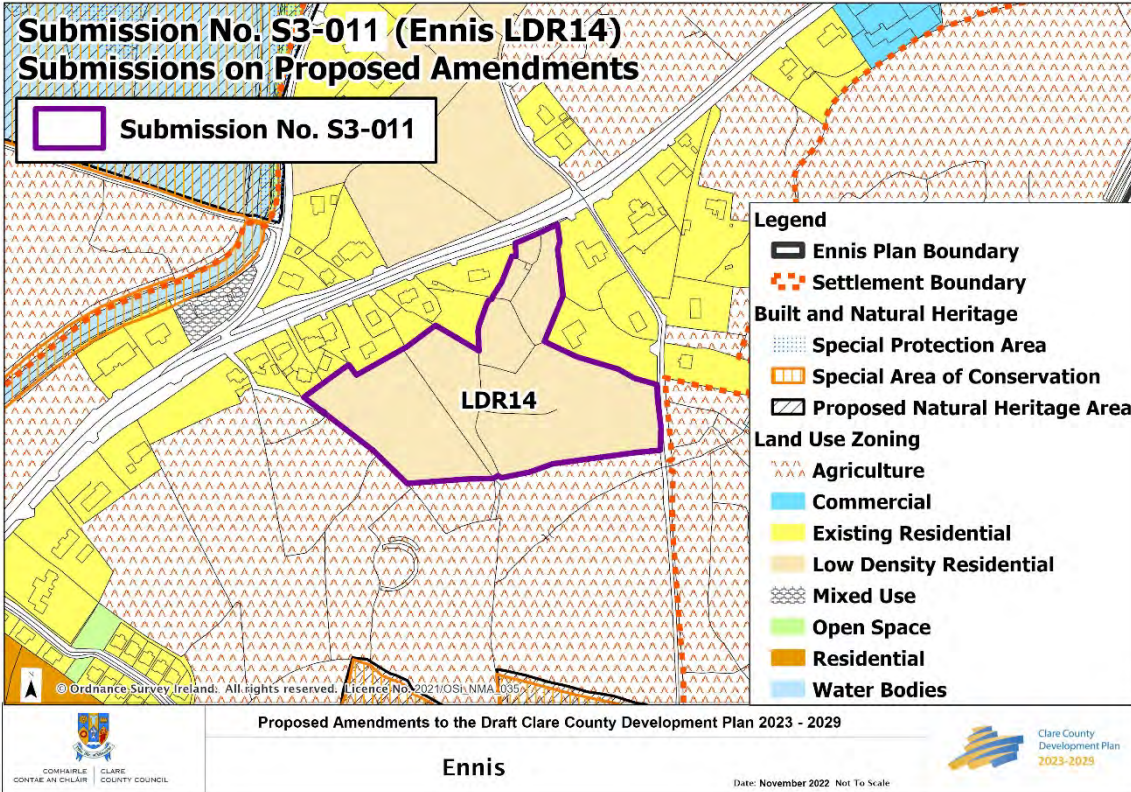 Submission No. S3-011 (Ennis LDR14)
Submissions on Proposed Amendments
Submission No. S3-011
LDR14
Legend
Ennis Plan Boundary
Settlement Boundary
Built and Natural Heritage
Special Protection Area
Special Area of Conservation
Proposed Natural Heritage Area
Land Use Zoning
Agriculture
Commercial
Existing Residential
Low Density Residential
Mixed Use
Open Space
Residential
Water Bodies
N
© Ordnance Survey Ireland. All rights reserved. Licence No. 2021/OSi_NMA_035
Proposed Amendments to the Draft Clare County Development Plan 2023 - 2029
Ennis
Date: November 2022 Not To Scale
COMHAIRLE CONTAE AN CHLÁIR
CLARE COUNTY COUNCIL
Clare County
Development Plan
2023-2029